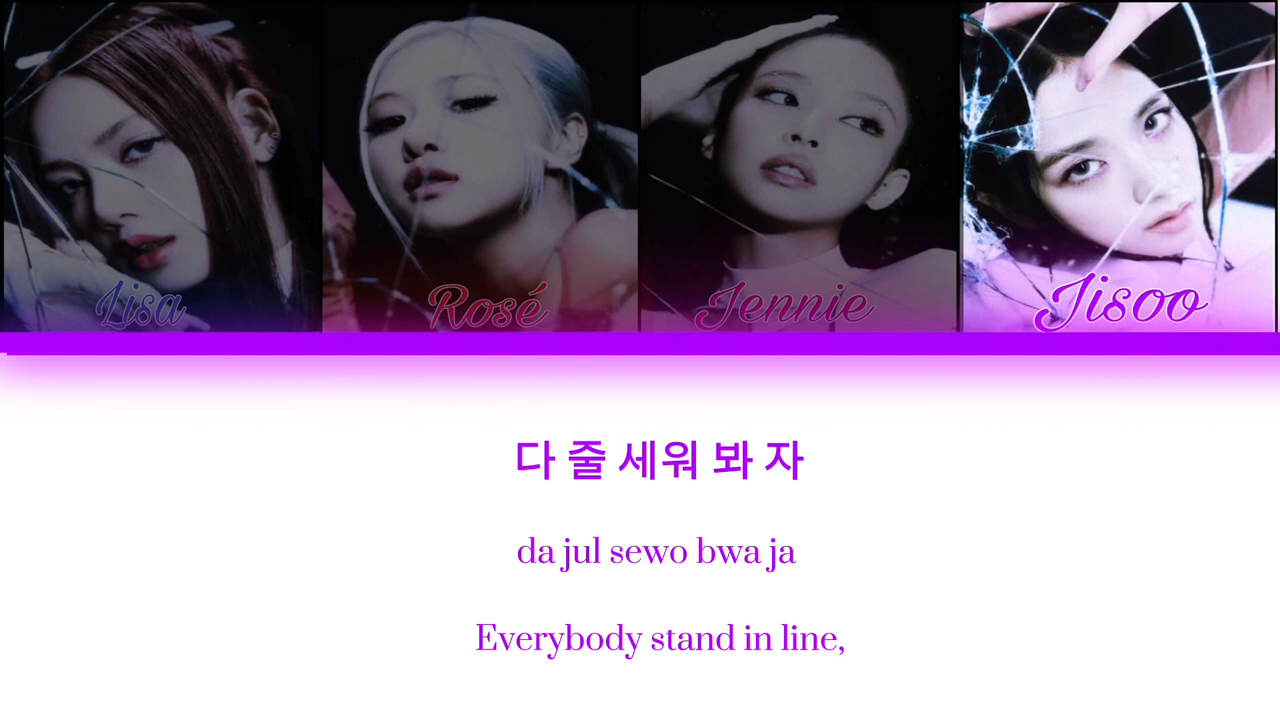 Lisa
Rosé
Jennie
Jisoo
다 줄 세워 봐 자
da jul sewo bwa ja
Everybody stand in line,